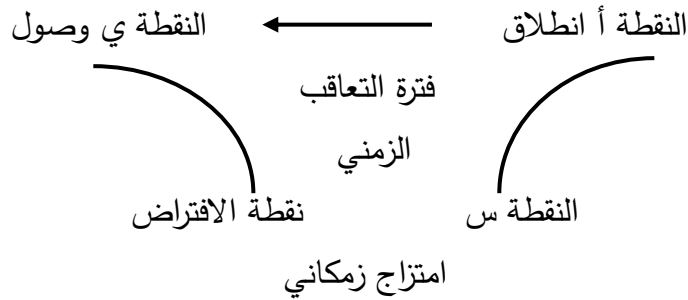 النقطة أ انطلاق
النقطة ي وصول
فترة التعاقب
الزمني
النقطة س
نقطة الافتراض
امتزاج زمكاني